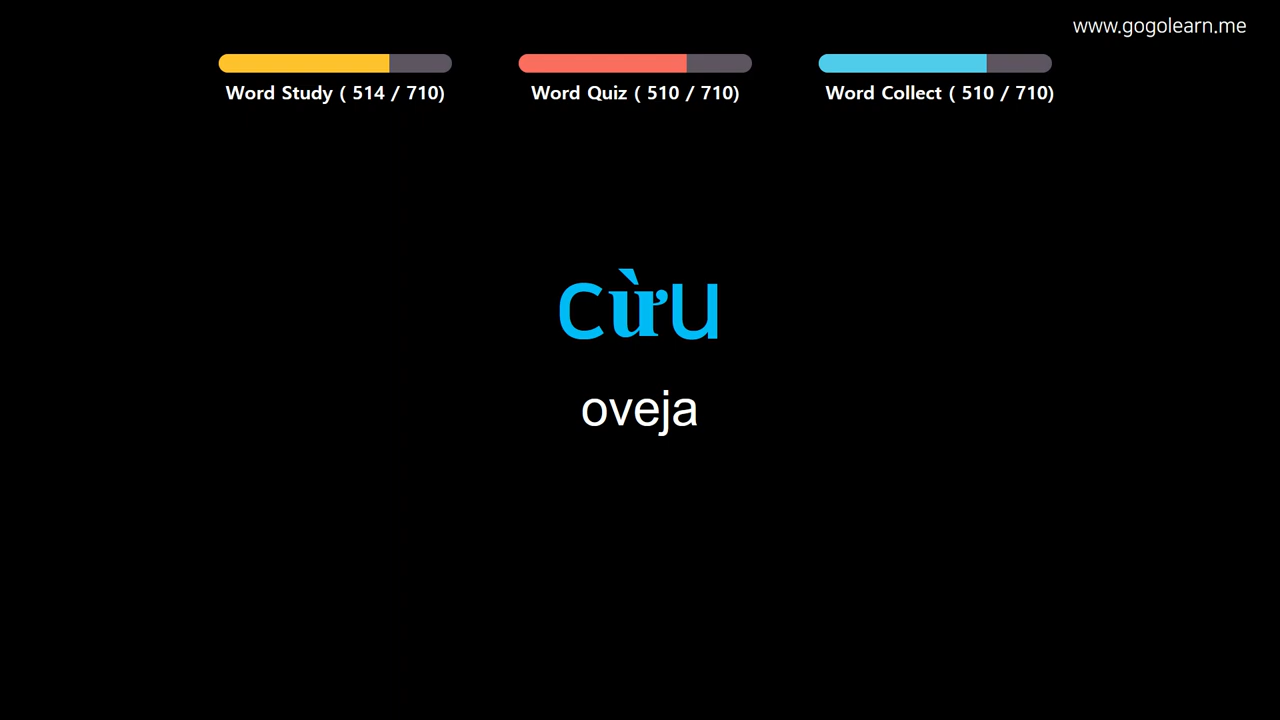 www.gogolearn.me
Word Study ( 514 / 710)
Word Quiz ( 510 / 710)
Word Collect ( 510 / 710)
cừu
oveja